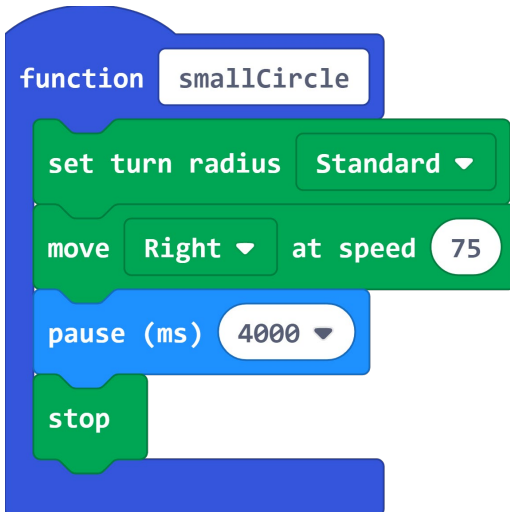 function smallCircle
set turn radius Standard
move Right at speed 75
pause (ms) 4000
stop